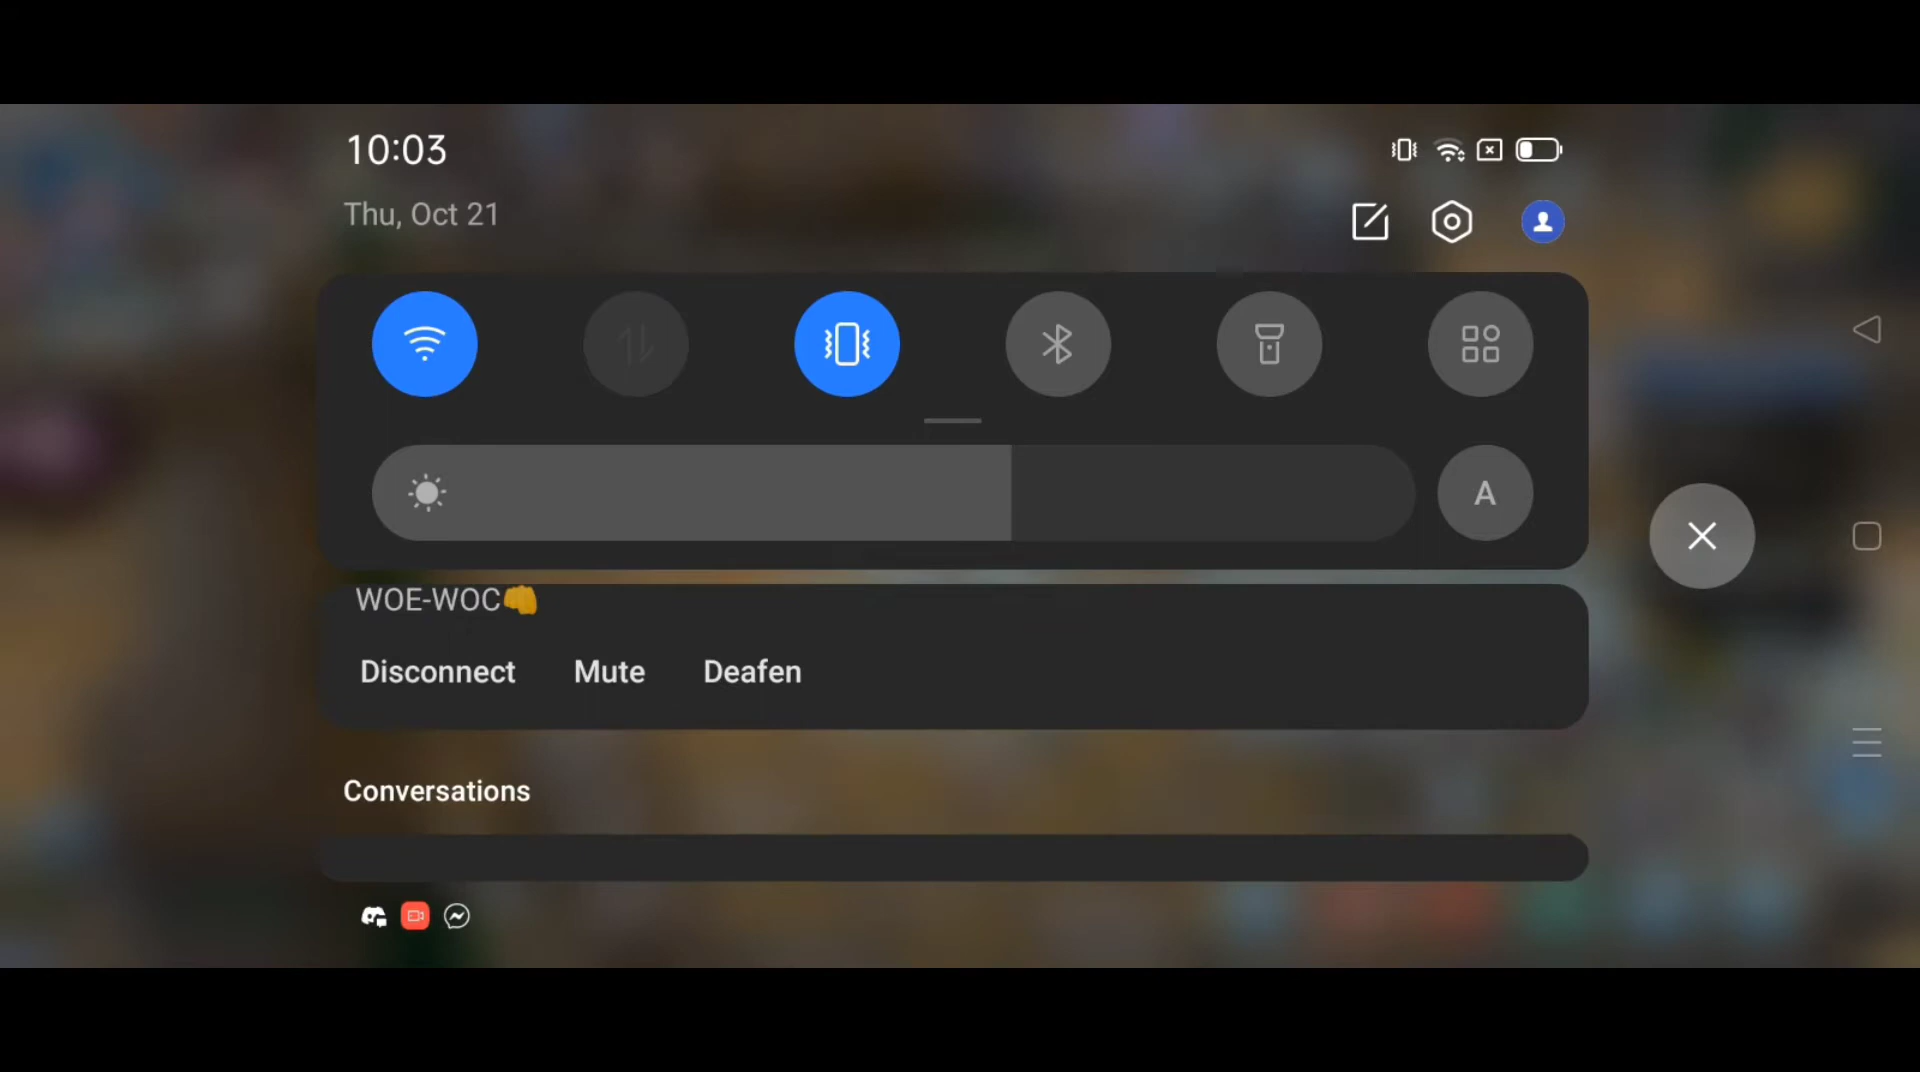 10:03
Thu, Oct 21
A
WOE-WOC👊
Disconnect Mute Deafen
Conversations